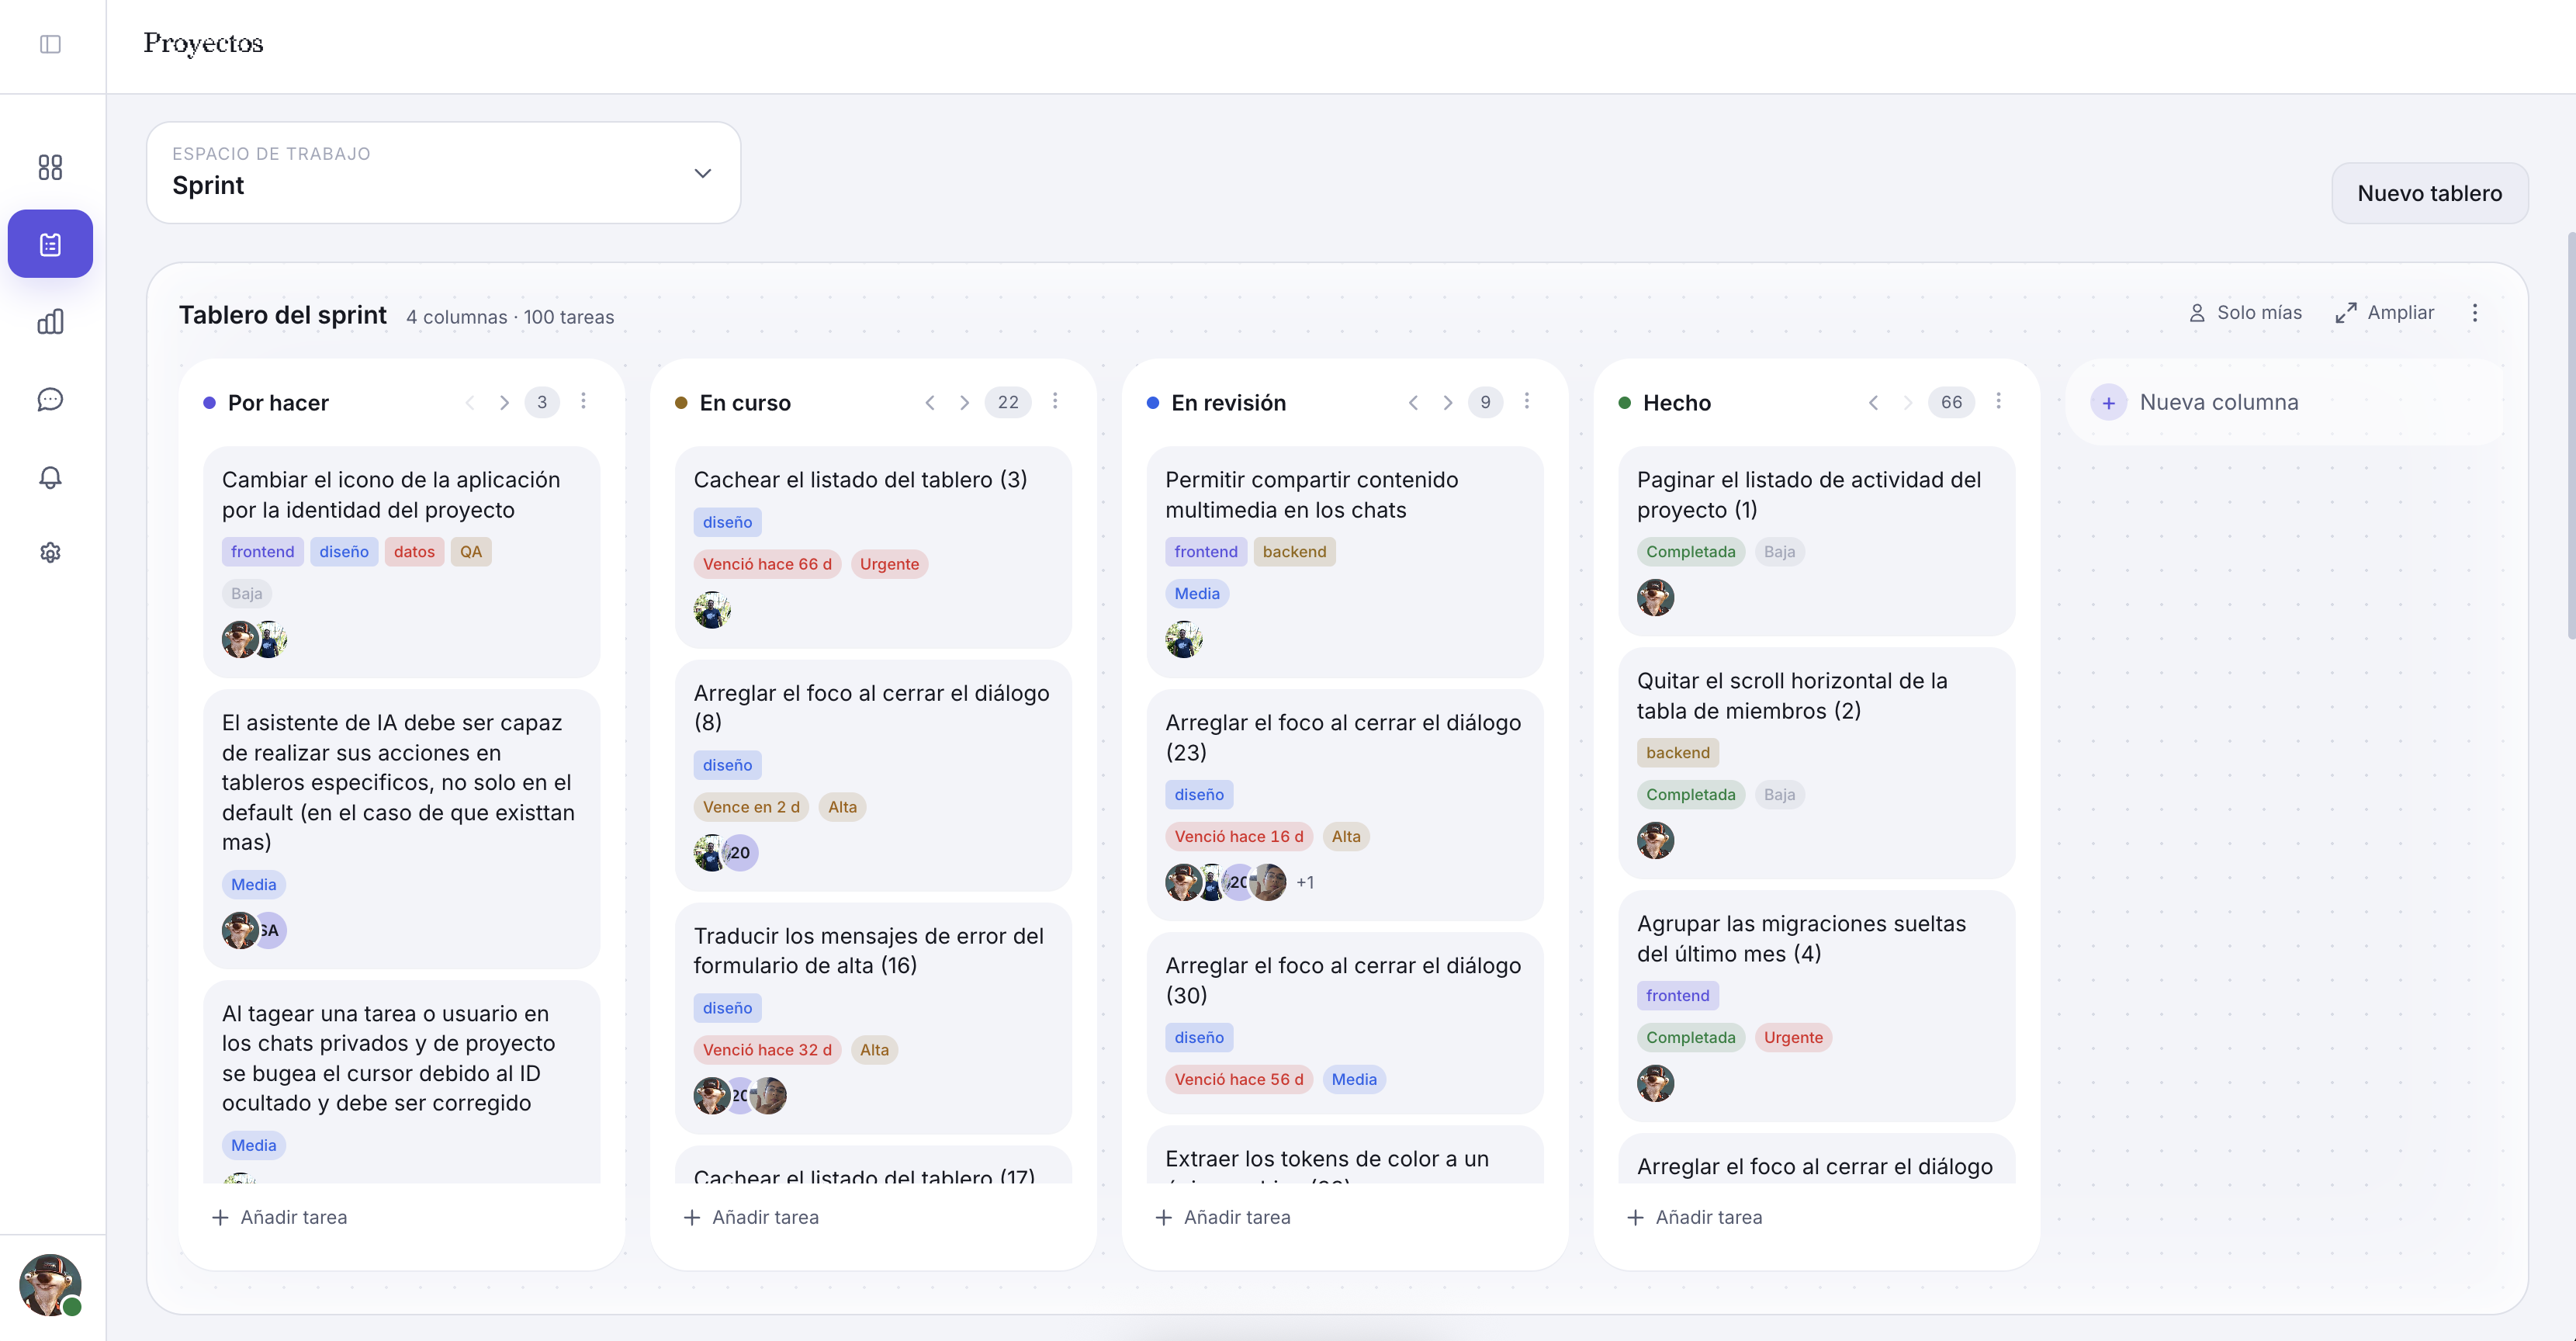 Proyectos
ESPACIO DE TRABAJO
Sprint
Nuevo tablero
Tablero del sprint 4 columnas · 100 tareas
Solo mías Ampliar
Por hacer 3
Cambiar el icono de la aplicación
por la identidad del proyecto
frontend diseño datos QA
Baja
El asistente de IA debe ser capaz
de realizar sus acciones en
tableros especificos, no solo en el
default (en el caso de que existtan
mas)
Media
SA
Al tagear una tarea o usuario en
los chats privados y de proyecto
se bugea el cursor debido al ID
ocultado y debe ser corregido
Media
Añadir tarea
En curso 22
Cachear el listado del tablero (3)
diseño
Venció hace 66 d Urgente
Arreglar el foco al cerrar el diálogo
(8)
diseño
Vence en 2 d Alta
20
Traducir los mensajes de error del
formulario de alta (16)
diseño
Venció hace 32 d Alta
Cachear el listado del tablero (17)
Añadir tarea
En revisión 9
Permitir compartir contenido
multimedia en los chats
frontend backend
Media
Arreglar el foco al cerrar el diálogo
(23)
diseño
Venció hace 16 d Alta
+1
Arreglar el foco al cerrar el diálogo
(30)
diseño
Venció hace 56 d Media
Extraer los tokens de color a un
Añadir tarea
Hecho 66
Paginar el listado de actividad del
proyecto (1)
Completada Baja
Quitar el scroll horizontal de la
tabla de miembros (2)
backend
Completada Baja
Agrupar las migraciones sueltas
del último mes (4)
frontend
Completada Urgente
Arreglar el foco al cerrar el diálogo
Añadir tarea
+ Nueva columna